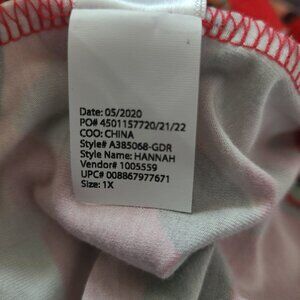 Date: 05/2020
PO# 4501157720/21/22
COO: CHINA
Style# A385068-GDR
Style Name: HANNAH
Vendor# 1005559
UPC# 008867977671
Size: 1X